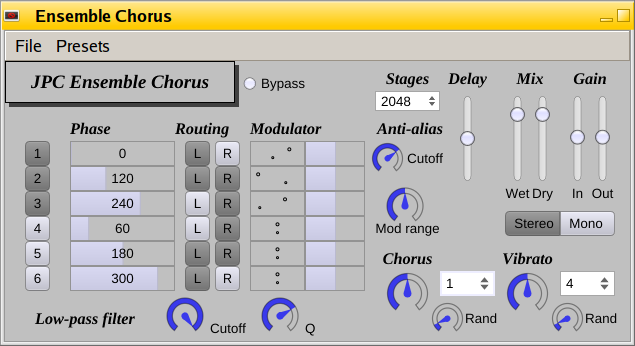 Ensemble Chorus
File Presets
JPC Ensemble Chorus
Bypass
Stages Delay Mix Gain
2048
Phase Routing Modulator Anti-alias
1 0 L R
Cutoff
2 120 L R
3 240 L R
Wet Dry In Out
4 60 L R
Mod range
Stereo Mono
5 180 L R
Chorus Vibrato
6 300 L R
1 4
Low-pass filter Cutoff Q
Rand Rand